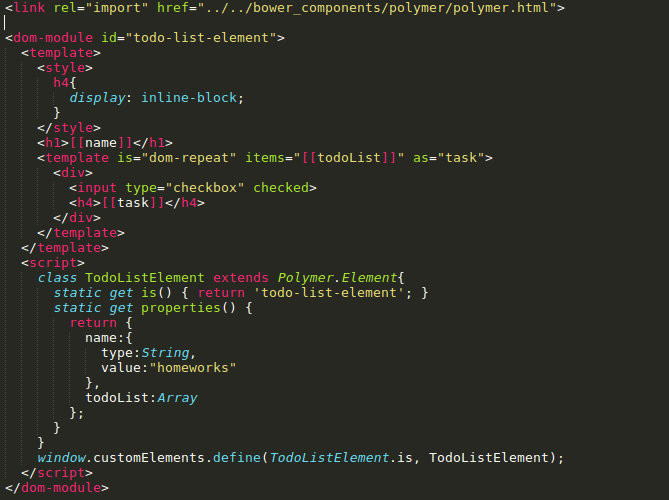 <link rel="import" href="../../bower_components/polymer/polymer.html">
<dom-module id="todo-list-element">
  <template>
    <style>
      h4{
        display: inline-block;
      }
    </style>
    <h1>[[name]]</h1>
    <template is="dom-repeat" items="[[todoList]]" as="task">
      <div>
        <input type="checkbox" checked>
        <h4>[[task]]</h4>
      </div>
    </template>
  </template>
  <script>
    class TodoListElement extends Polymer.Element{
      static get is() { return 'todo-list-element'; }
      static get properties() {
        return {
          name:{
            type:String,
            value:"homeworks"
          },
          todoList:Array
        };
      }
    }
    window.customElements.define(TodoListElement.is, TodoListElement);
  </script>
</dom-module>